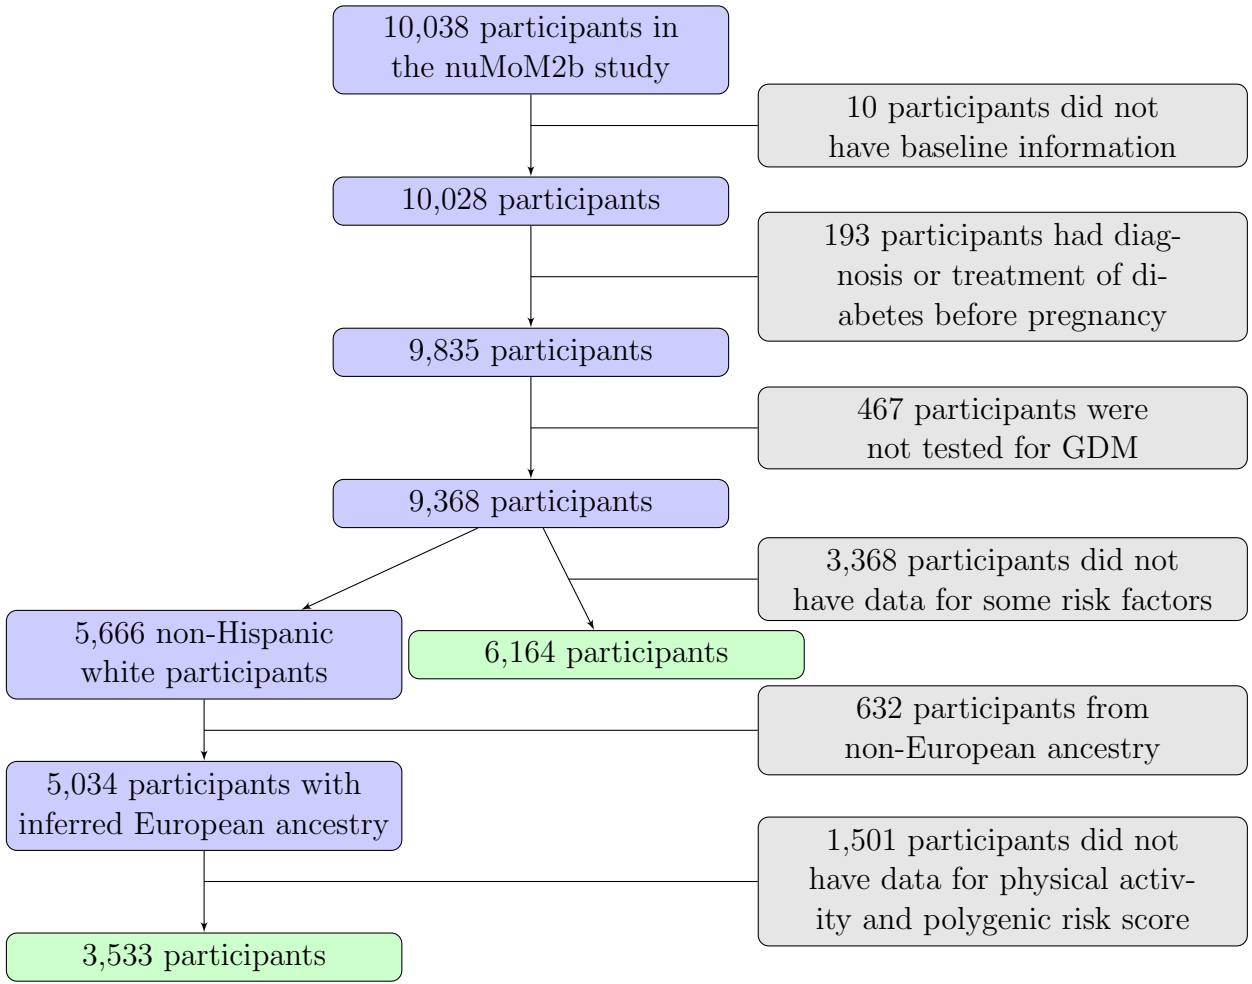 10,038 participants in
the nuMoM2b study
10 participants did not
have baseline information
10,028 participants
193 participants had diag-
nosis or treatment of di-
abetes before pregnancy
9,835 participants
467 participants were
not tested for GDM
9,368 participants
3,368 participants did not
have data for some risk factors
5,666 non-Hispanic
white participants
6,164 participants
632 participants from
non-European ancestry
5,034 participants with
inferred European ancestry
1,501 participants did not
have data for physical activ-
ity and polygenic risk score
3,533 participants